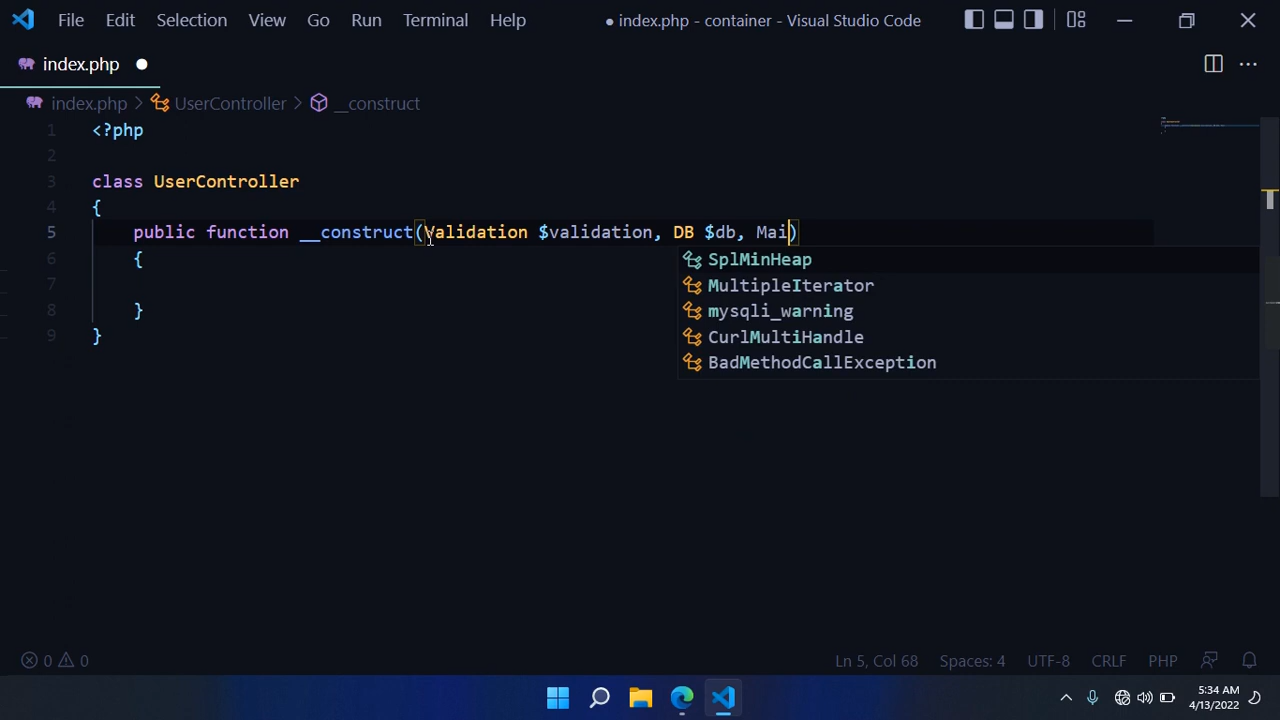 File Edit Selection View Go Run Terminal Help ● index.php - container - Visual Studio Code
index.php ●
index.php > UserController > __construct
1 <?php
2
3 class UserController
4 {
5 public function __construct(Validation $validation, DB $db, Mai)
6 {
7
8 }
9 }
SplMinHeap
MultipleIterator
mysqli_warning
CurlMultiHandle
BadMethodCallException
0 0 Ln 5, Col 68 Spaces: 4 UTF-8 CRLF PHP
5:34 AM
4/13/2022